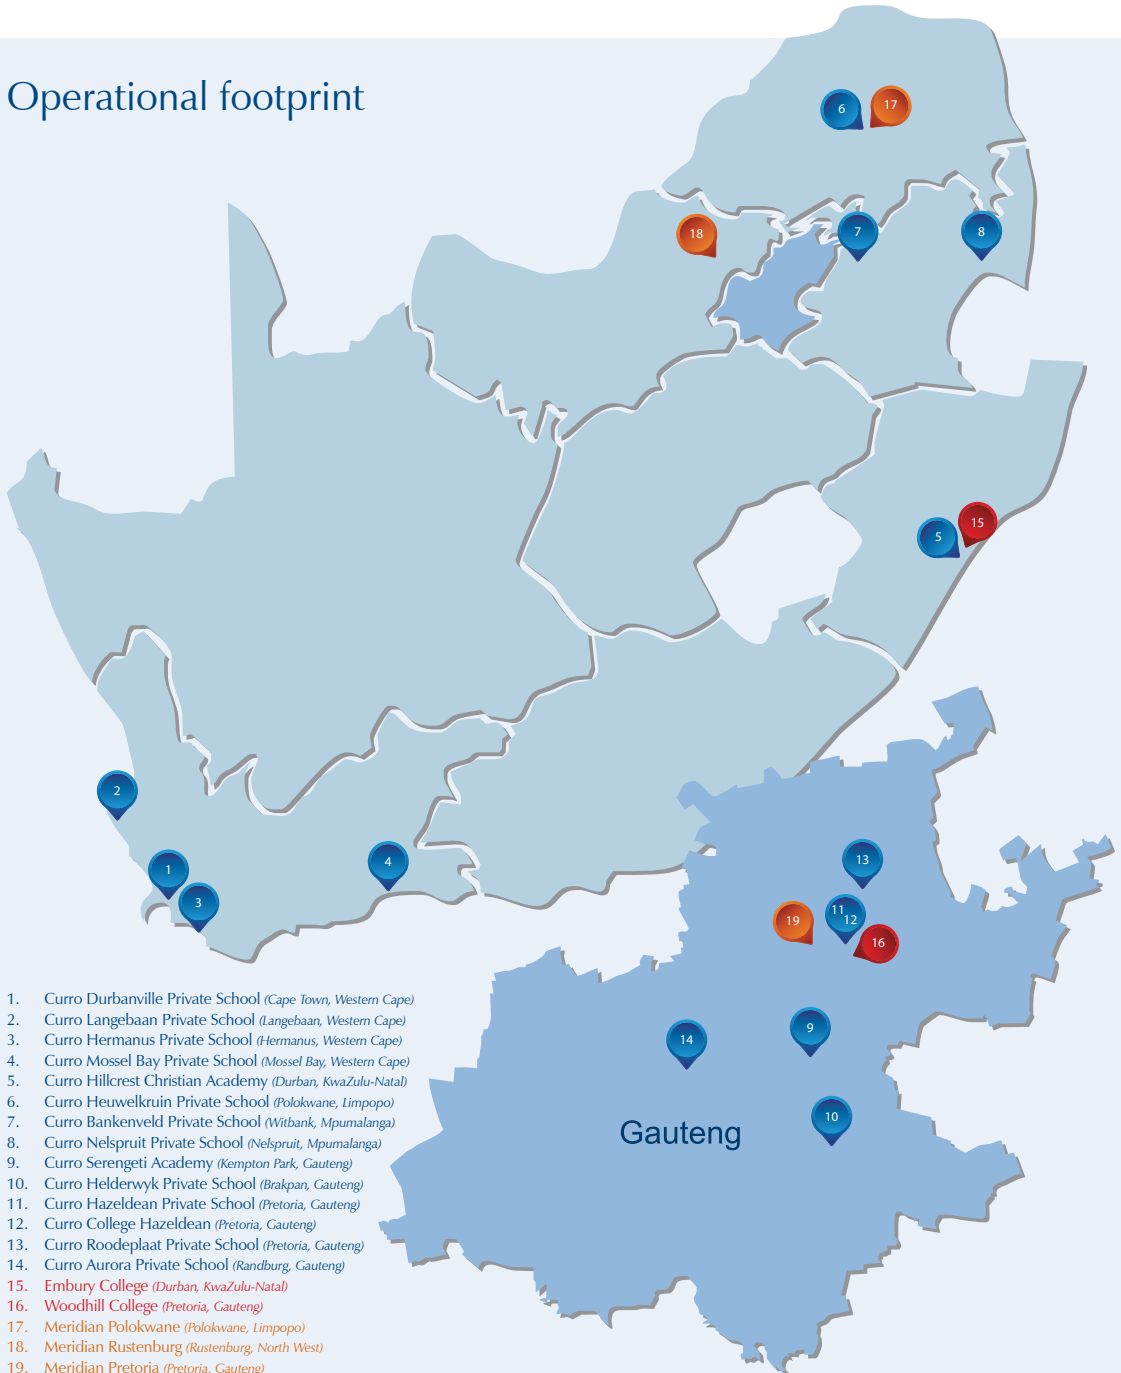 Operational footprint
6
17
18
7
8
15
5
2
1
4
3
13
11
12
19
16
14
9
10
Gauteng
1. Curro Durbanville Private School (Cape Town, Western Cape)
2. Curro Langebaan Private School (Langebaan, Western Cape)
3. Curro Hermanus Private School (Hermanus, Western Cape)
4. Curro Mossel Bay Private School (Mossel Bay, Western Cape)
5. Curro Hillcrest Christian Academy (Durban, KwaZulu-Natal)
6. Curro Heuwelkruin Private School (Polokwane, Limpopo)
7. Curro Bankenveld Private School (Witbank, Mpumalanga)
8. Curro Nelspruit Private School (Nelspruit, Mpumalanga)
9. Curro Serengeti Academy (Kempton Park, Gauteng)
10. Curro Helderwyk Private School (Brakpan, Gauteng)
11. Curro Hazeldean Private School (Pretoria, Gauteng)
12. Curro College Hazeldean (Pretoria, Gauteng)
13. Curro Roodeplaat Private School (Pretoria, Gauteng)
14. Curro Aurora Private School (Randburg, Gauteng)
15. Embury College (Durban, KwaZulu-Natal)
16. Woodhill College (Pretoria, Gauteng)
17. Meridian Polokwane (Polokwane, Limpopo)
18. Meridian Rustenburg (Rustenburg, North West)
19. Meridian Pretoria (Pretoria, Gauteng)